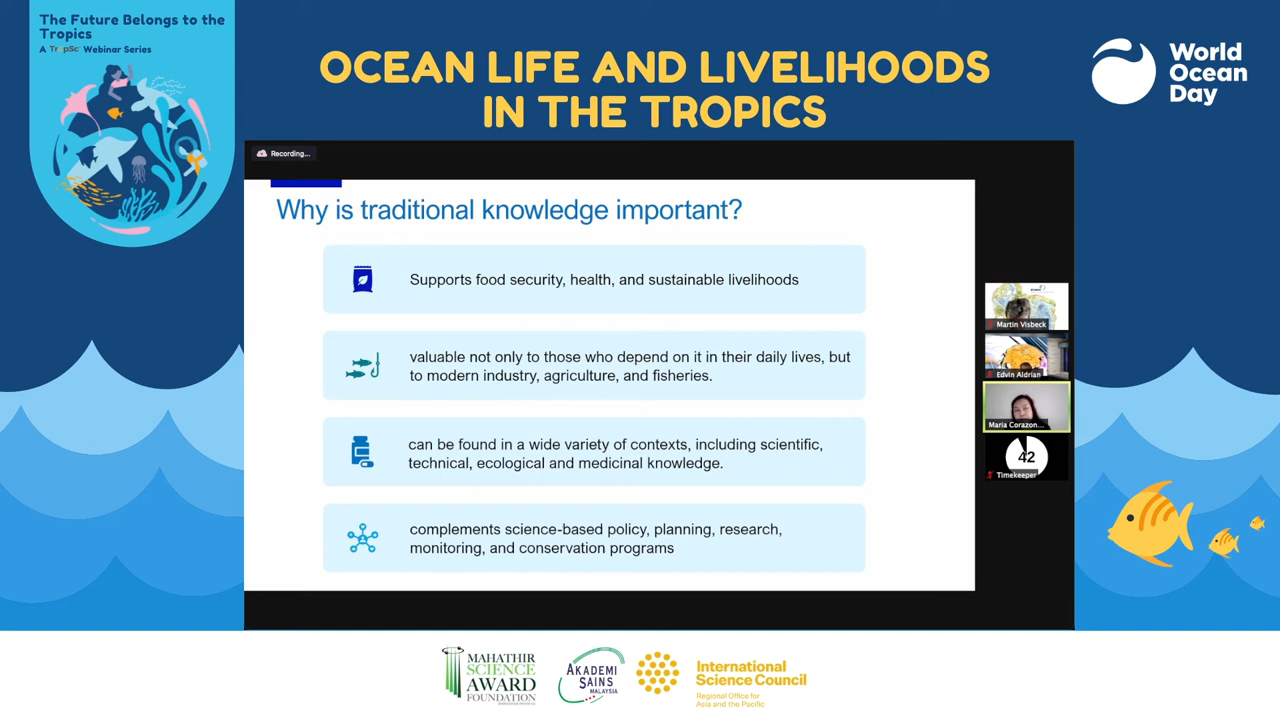 The Future Belongs to the
Tropics
A TropSc Webinar Series
OCEAN LIFE AND LIVELIHOODS
IN THE TROPICS
World
Ocean
Day
Recording...
Why is traditional knowledge important?
Supports food security, health, and sustainable livelihoods
valuable not only to those who depend on it in their daily lives, but
to modern industry, agriculture, and fisheries.
can be found in a wide variety of contexts, including scientific,
technical, ecological and medicinal knowledge.
complements science-based policy, planning, research,
monitoring, and conservation programs
Martin Visbeck
Edvin Aldrian
Maria Corazon...
42
Timekeeper
MAHATHIR
SCIENCE
AWARD
FOUNDATION
AKADEMI
SAINS
MALAYSIA
International
Science Council
Regional Office for
Asia and the Pacific